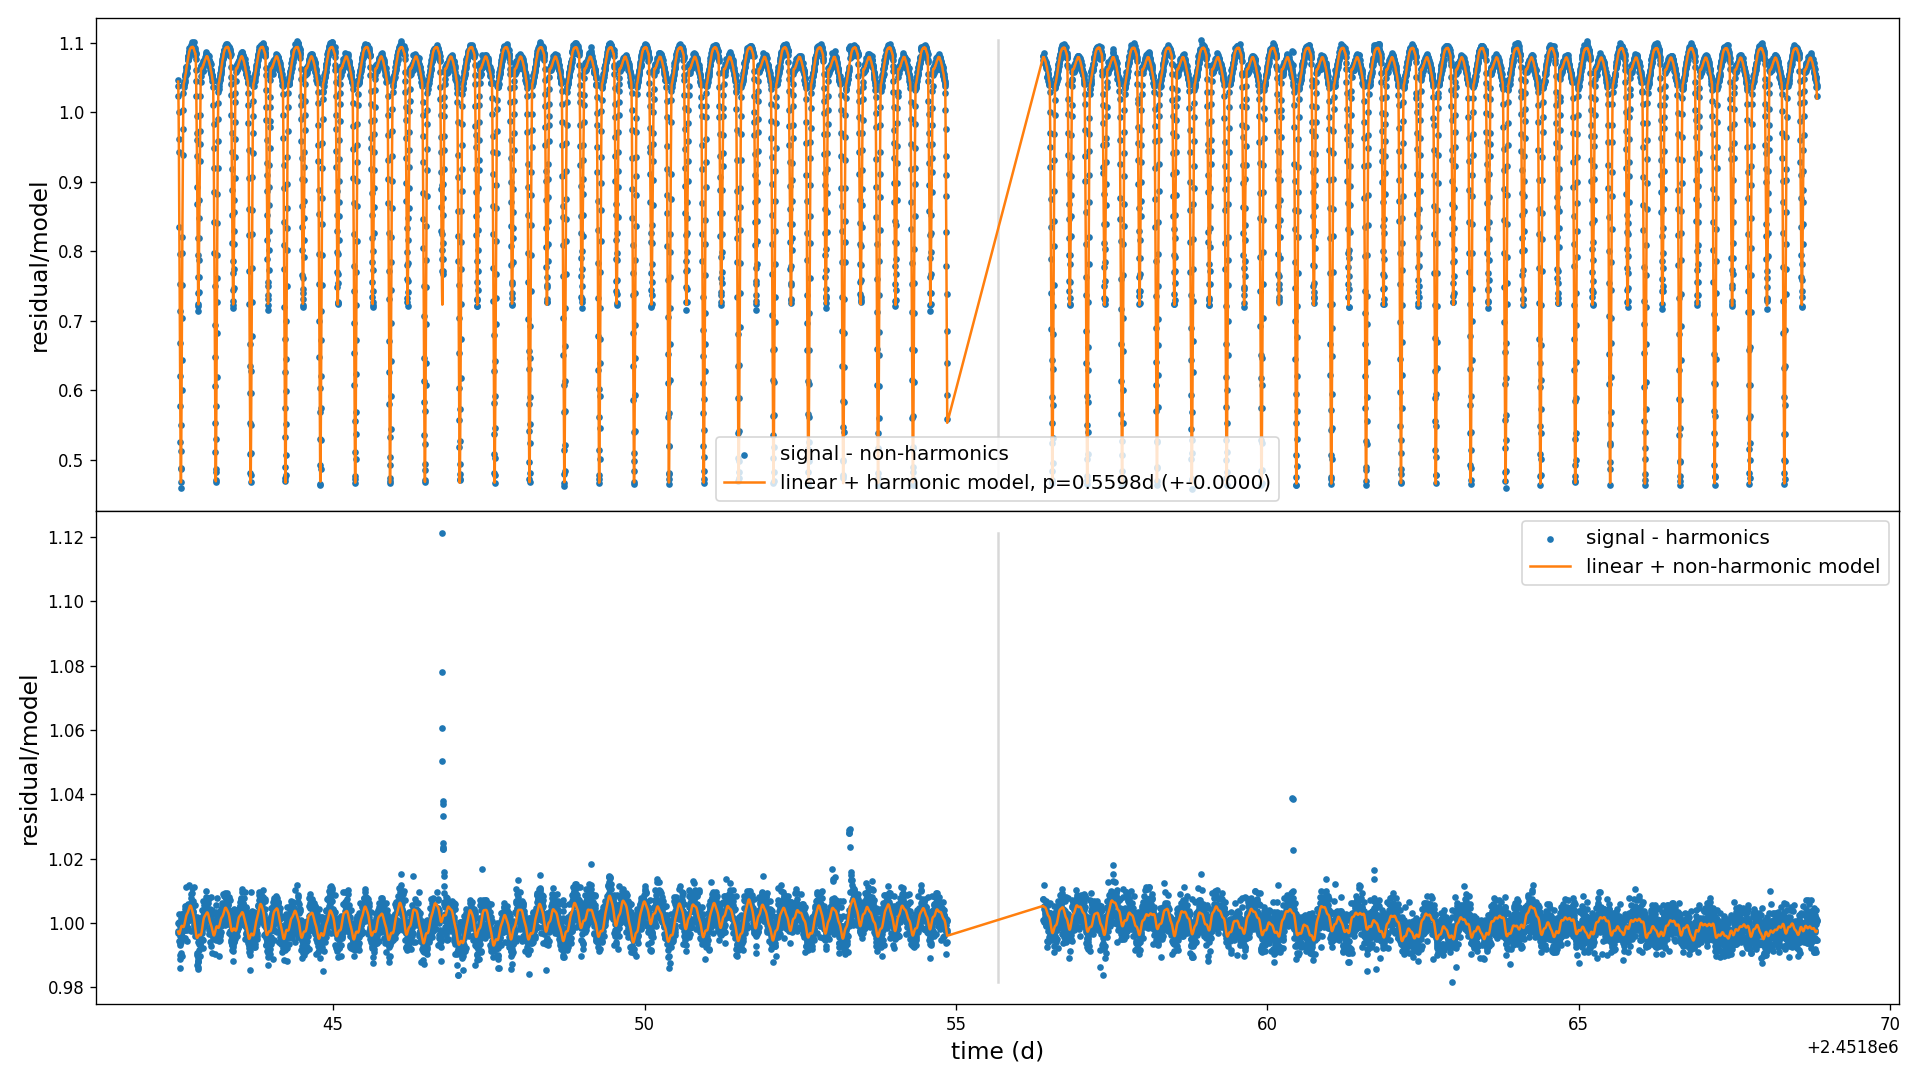 residual/model
1.1
1.0
0.9
0.8
0.7
0.6
0.5
signal - non-harmonics
linear + harmonic model, p=0.5598d (+-0.0000)
residual/model
1.12
1.10
1.08
1.06
1.04
1.02
1.00
0.98
signal - harmonics
linear + non-harmonic model
45
50
55
60
65
70
time (d)
+2.4518e6